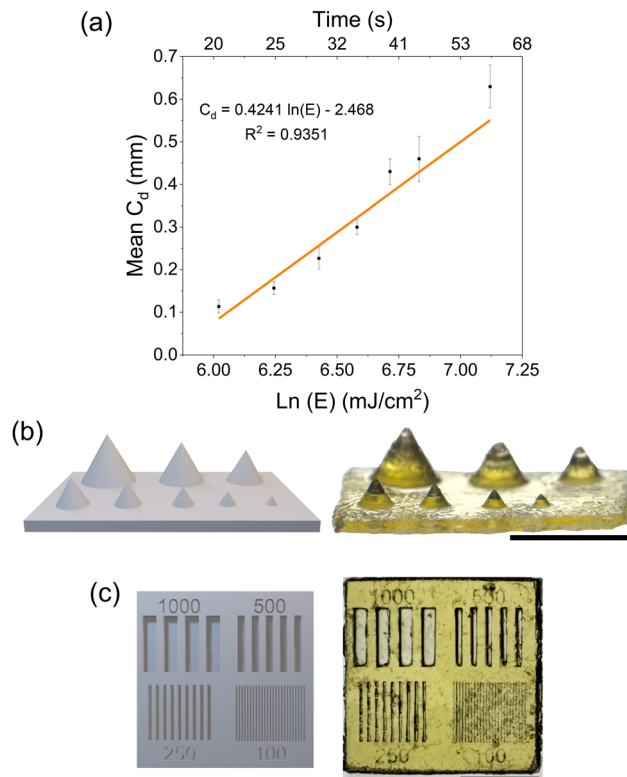 (a)
Time (s)
20 25 32 35 41 44 53 60 68
0.7
0.6
0.5
0.4
0.3
0.2
0.1
0.0
Mean C_d (mm)
C_d = 0.4241 ln(E) - 2.468
R² = 0.9351
6.00 6.25 6.50 6.75 7.00 7.25
Ln (E) (mJ/cm²)
(b)
(c)
1000 500
250 100
1000 500
250 100